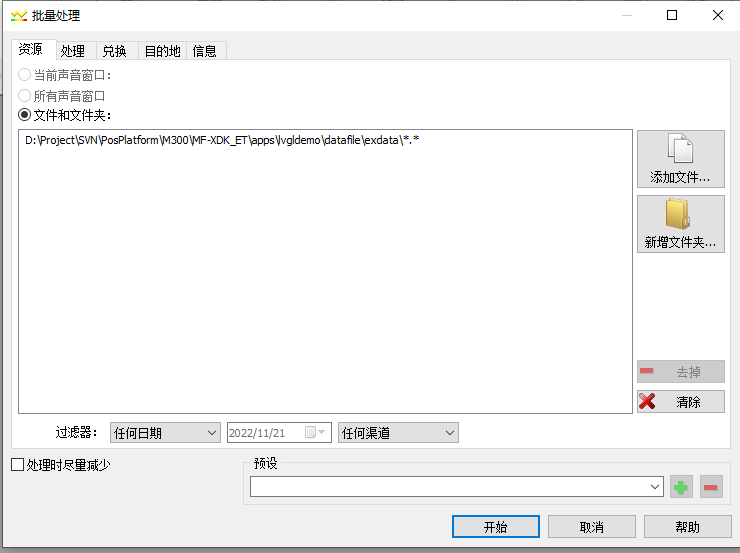 批量处理
资源 处理 兑换 目的地 信息
当前声音窗口:
所有声音窗口
文件和文件夹:
D:\Project\SVN\PosPlatform\M300\MF-XDK_ET\apps\lvgldemo\datafile\exdata\*.*
添加文件...
新增文件夹...
去掉
清除
过滤器: 任何日期 2022/11/21 任何渠道
处理时尽量减少
预设
开始 取消 帮助